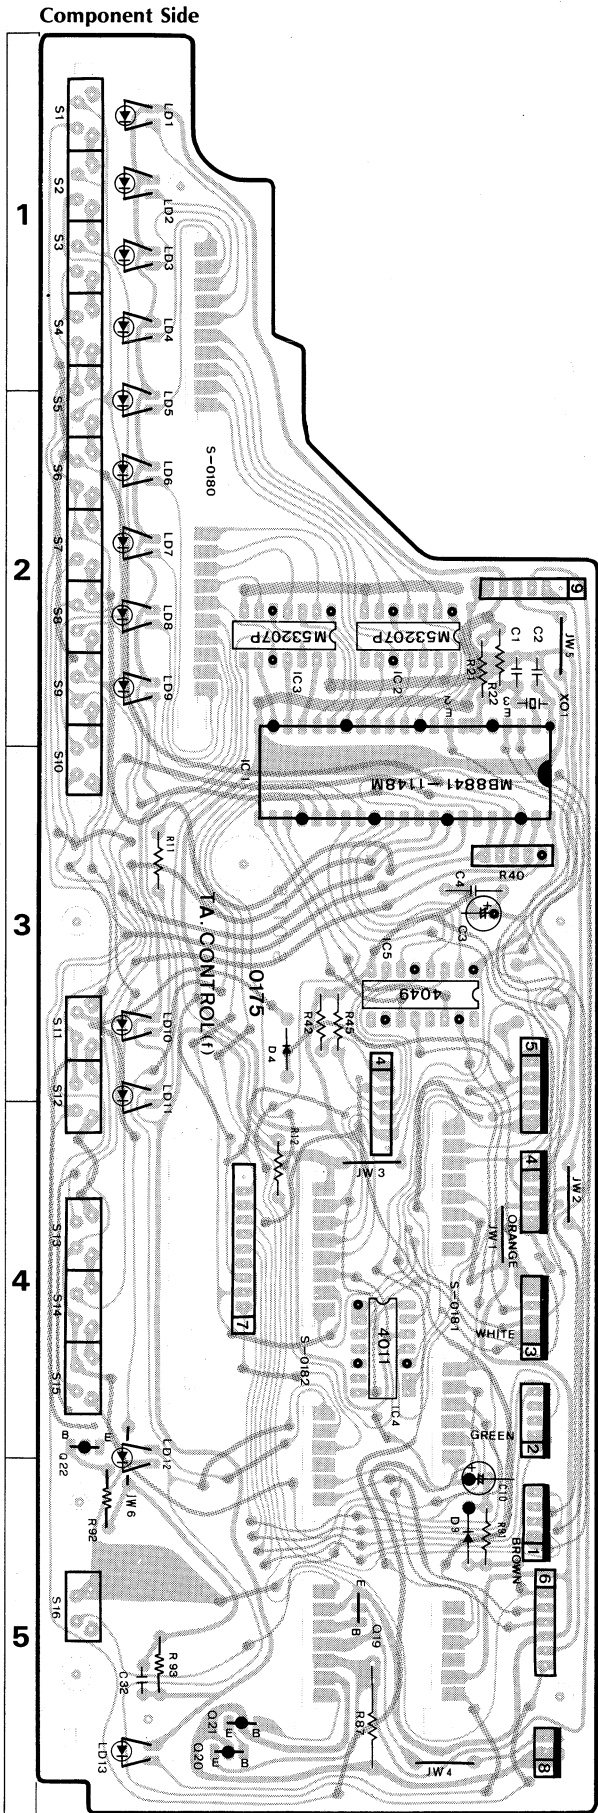 Component Side
1
S1
LD1
S2
LD2
S3
LD3
S4
LD4
S5
LD5
S6
LD6
S-0180
2
S7
LD7
S8
LD8
S9
LD9
S10
9
M53207P
M53207P
IC3
IC2
R21
R22
C1
C2
JW5
XO1
IC1
MB8841-1148M
R11
R40
C4
C3
3
T.A. CONTROL(f)
0175
IC5
4049
R42
R45
D4
S11
LD10
S12
LD11
4
5
R12
JW3
4
JW2
JW1
ORANGE
4
S13
S14
S15
7
S-0182
S-0181
4011
IC4
WHITE
3
GREEN
2
B
E
Q22
LD12
JW6
R92
C10
D9
BROWN
1
6
S16
5
E
B
Q19
R93
C32
Q21
E
B
Q20
E
B
R87
LD13
JW4
8